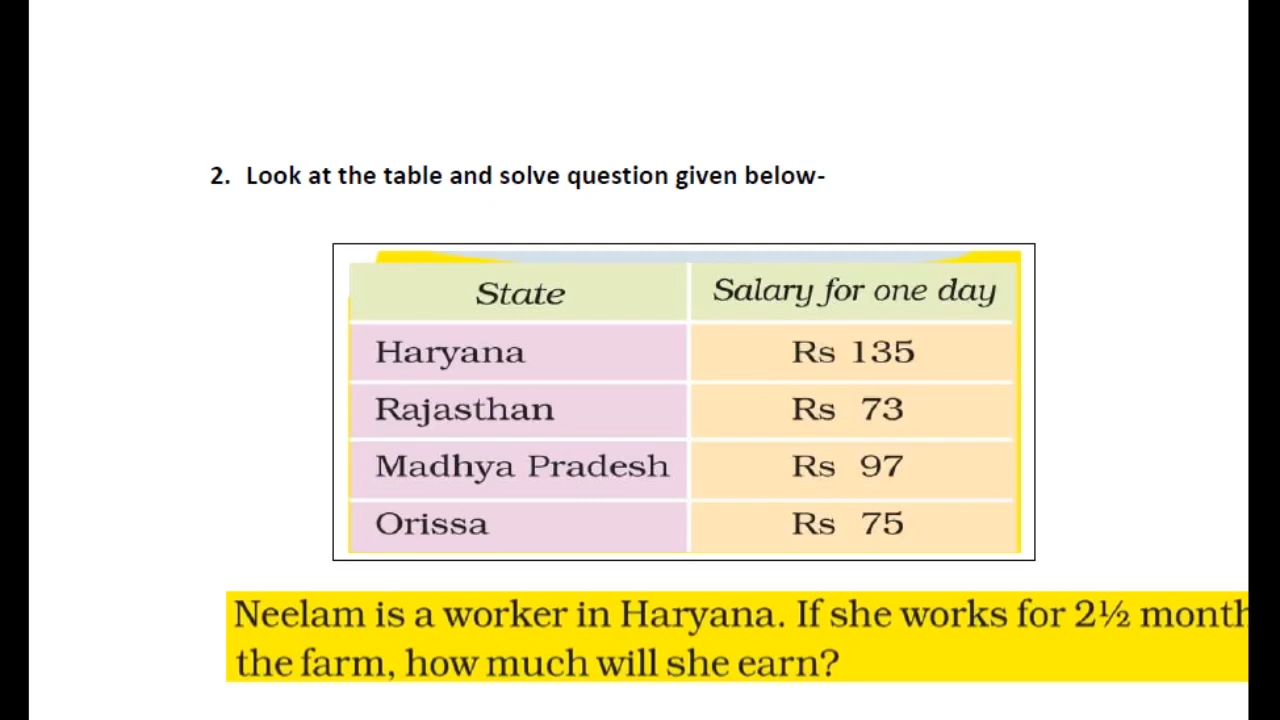 2. Look at the table and solve question given below-
State Salary for one day
Haryana Rs 135
Rajasthan Rs 73
Madhya Pradesh Rs 97
Orissa Rs 75
Neelam is a worker in Haryana. If she works for 2½ month
the farm, how much will she earn?